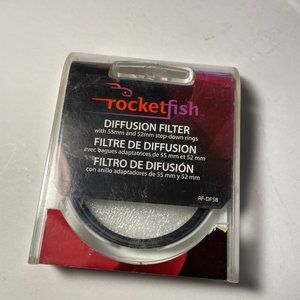 rocketfish
DIFFUSION FILTER
with 55mm and 52mm step-down rings
FILTRE DE DIFFUSION
avec bagues adaptatrices de 55 mm et 52 mm
FILTRO DE DIFUSIÓN
con anillo adaptadores de 55 mm y 52 mm
RF-DF58